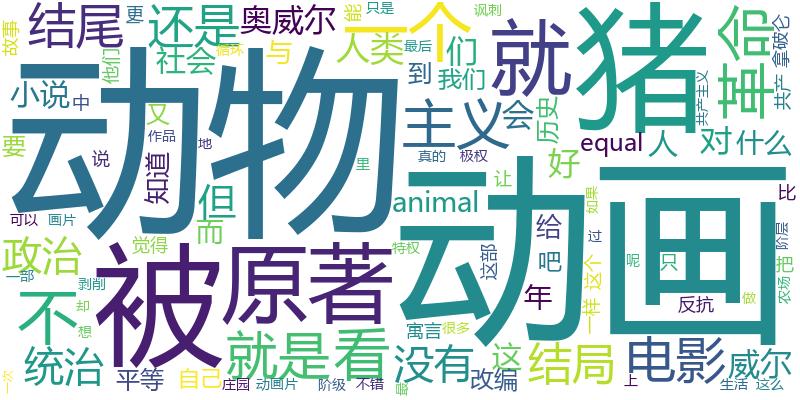 故事 结尾 更 还是 只是 能 奥威尔 一个 讽刺 就 猪 革命 共产 拿破仑
他们 循环 社会 与 人类 最后 们 到 我们
小说 中 又 作品 地 动物 主义 会 历史 共产主义
要 说 知道 里 真的 极权 好 equal 人 对 什么
可以 画片 但 而 animal 让 如果 比
政治 觉得 被 原著 特权 动画 给 这部 吧 这个 过 呢 只 阶层 巴
一部 剥削 不 却 想 年 一样 反抗 做 农场
就是 看 寓言 很多 没有 这 结局 电影 威尔
统治 平等 自己 庄园 动画片 阶级 不错 最 改编 上 生活 这么
一次